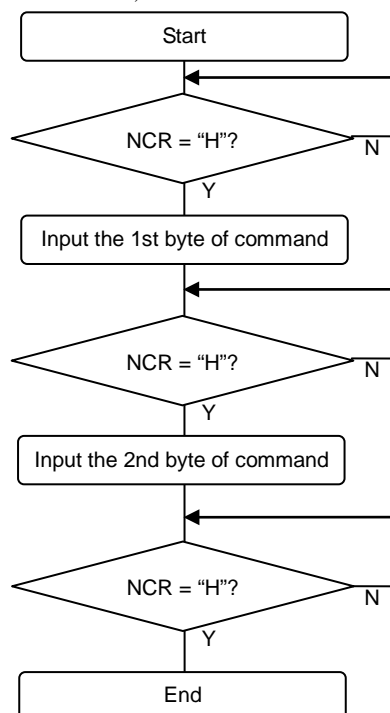 Start
NCR = “H”?
N
Y
Input the 1st byte of command
NCR = “H”?
N
Y
Input the 2nd byte of command
NCR = “H”?
N
Y
End